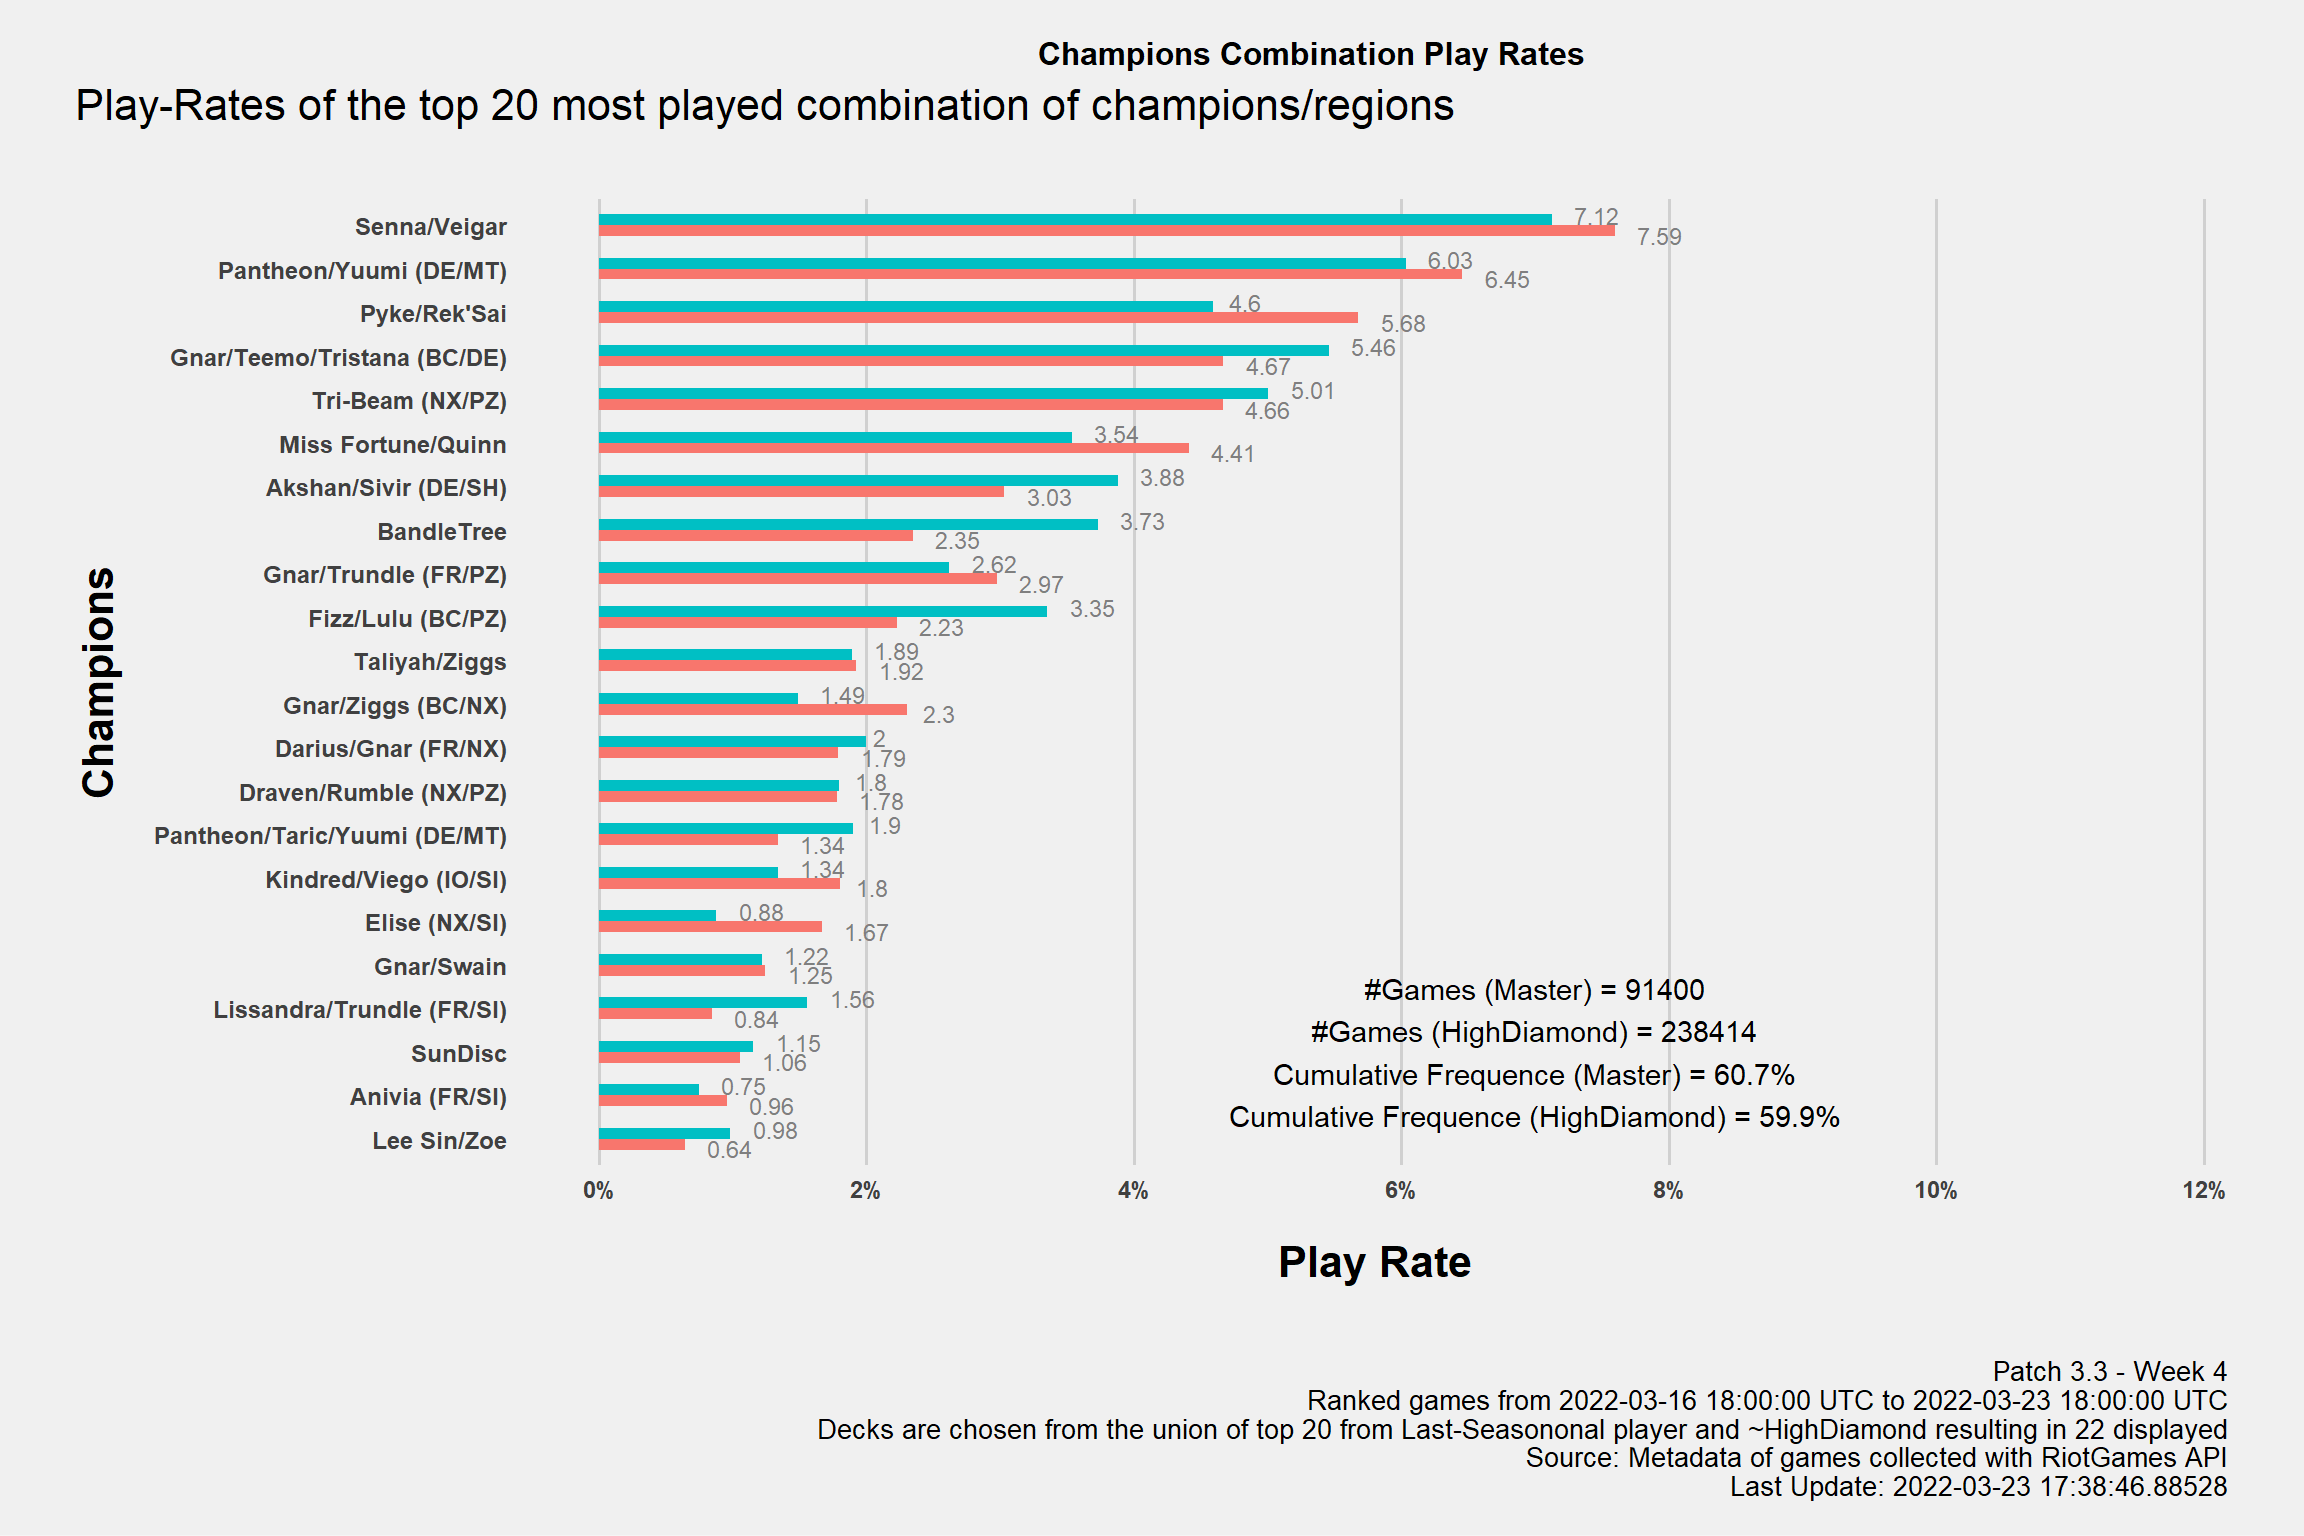 Champions Combination Play Rates
Play-Rates of the top 20 most played combination of champions/regions
Champions
Senna/Veigar
7.12
7.59
Pantheon/Yuumi (DE/MT)
6.03
6.45
Pyke/Rek'Sai
4.6
5.68
Gnar/Teemo/Tristana (BC/DE)
5.46
4.67
Tri-Beam (NX/PZ)
5.01
4.66
Miss Fortune/Quinn
3.54
4.41
Akshan/Sivir (DE/SH)
3.88
3.03
BandleTree
3.73
2.35
Gnar/Trundle (FR/PZ)
2.62
2.97
Fizz/Lulu (BC/PZ)
3.35
2.23
Taliyah/Ziggs
1.89
1.92
Gnar/Ziggs (BC/NX)
1.49
2.3
Darius/Gnar (FR/NX)
2
1.79
Draven/Rumble (NX/PZ)
1.8
1.78
Pantheon/Taric/Yuumi (DE/MT)
1.9
1.34
Kindred/Viego (IO/SI)
1.34
1.8
Elise (NX/SI)
0.88
1.67
Gnar/Swain
1.22
1.25
Lissandra/Trundle (FR/SI)
1.56
0.84
SunDisc
1.15
1.06
Anivia (FR/SI)
0.75
0.96
Lee Sin/Zoe
0.98
0.64
#Games (Master) = 91400
#Games (HighDiamond) = 238414
Cumulative Frequence (Master) = 60.7%
Cumulative Frequence (HighDiamond) = 59.9%
0% 2% 4% 6% 8% 10% 12%
Play Rate
Patch 3.3 - Week 4
Ranked games from 2022-03-16 18:00:00 UTC to 2022-03-23 18:00:00 UTC
Decks are chosen from the union of top 20 from Last-Seasononal player and ~HighDiamond resulting in 22 displayed
Source: Metadata of games collected with RiotGames API
Last Update: 2022-03-23 17:38:46.88528